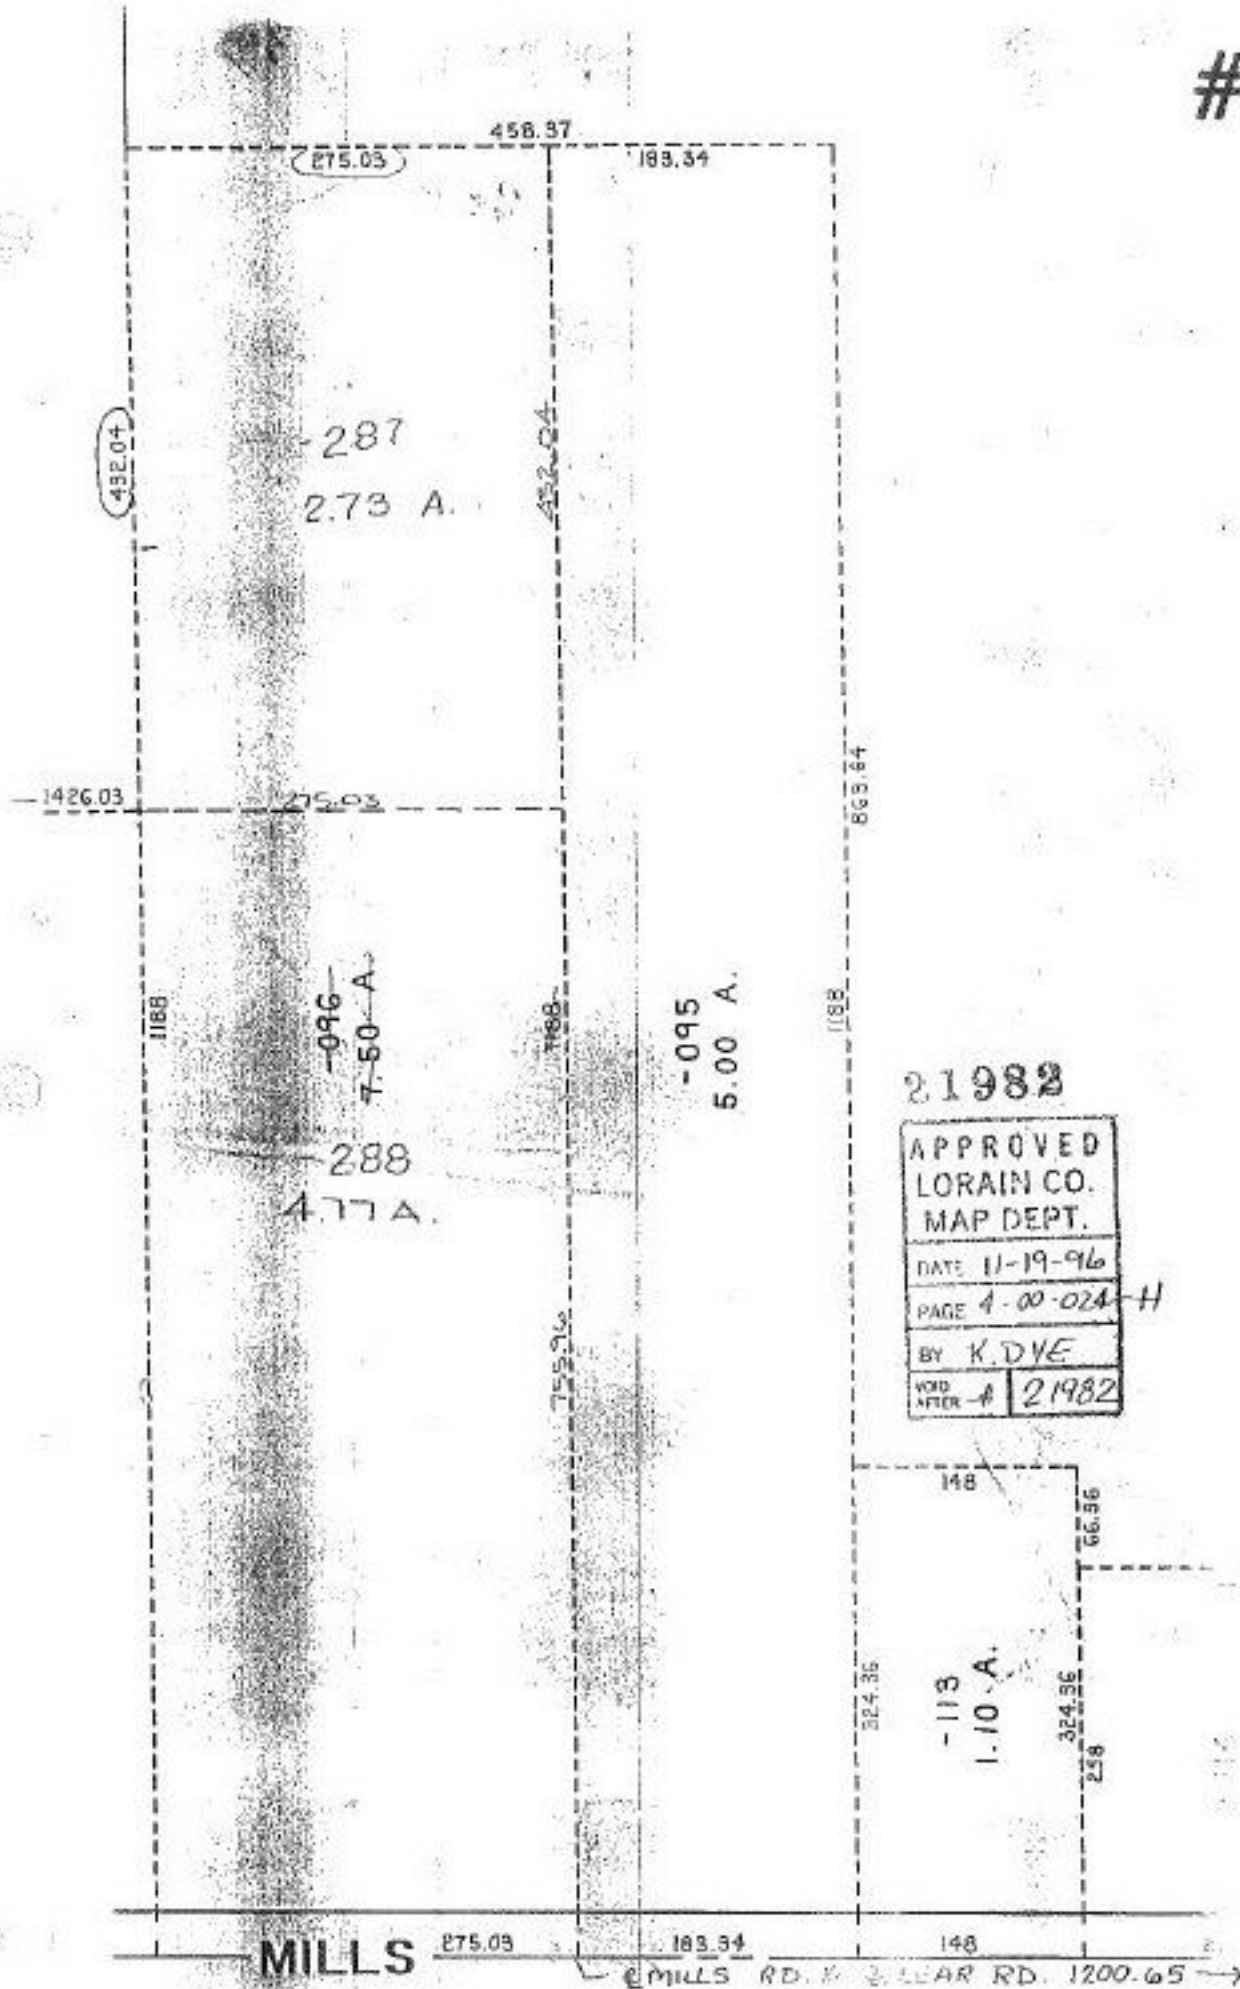 #
458.37
275.03
183.34
432.04
432.04
-287
2.73 A.
863.64
1426.03
275.03
1188
-096
7.50 A.
1188
-095
5.00 A.
1188
288
4.77 A.
755.96
21982
APPROVED
LORAIN CO.
MAP DEPT.
DATE 11-19-96
PAGE 4-00-024-H
BY K. DYE
VOID AFTER 21982
148
66.36
324.36
-113
1.10 A.
324.36
258
MILLS
275.03
183.34
148
MILLS RD. LEAR RD. 1200.65